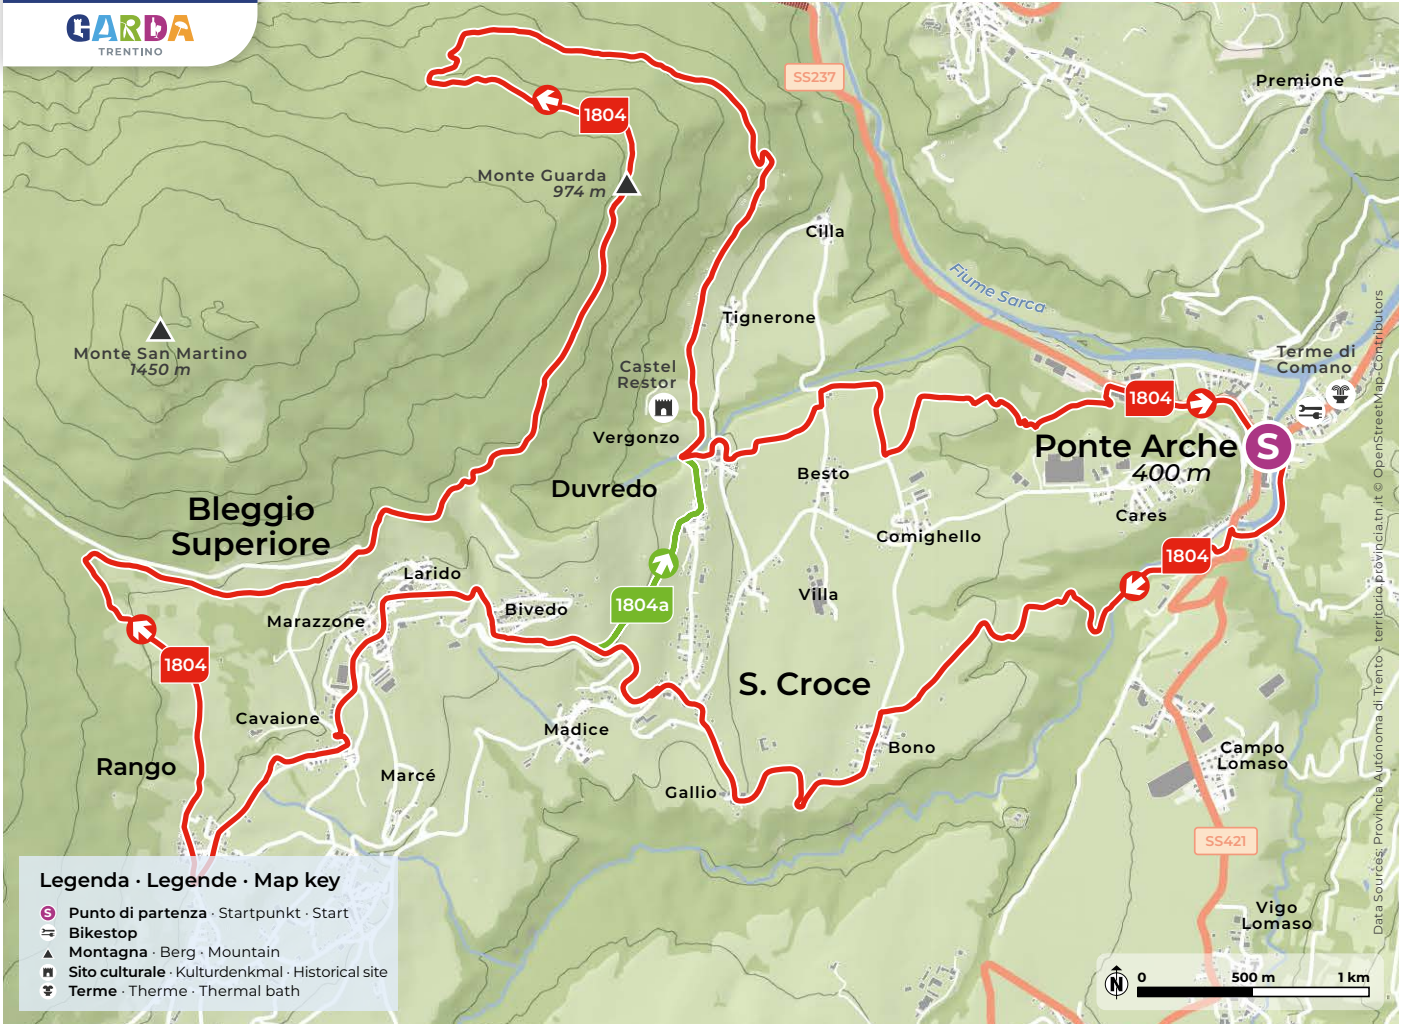 GARDA
TRENTINO
SS237
Premione
1804
Monte Guarda
974 m
Cilla
Fiume Sarca
Tignerone
Monte San Martino
1450 m
Castel
Restor
Terme di
Comano
1804
Vergonzo
Ponte Arche
400 m
S
Duvredo
Besto
Bleggio
Superiore
Cares
Comighello
1804
Larido
Bivedo
1804a
Villa
Marazzone
1804
S. Croce
Cavaione
Madice
Bono
Campo
Lomaso
Rango
Marcé
Gallio
SS421
Vigo
Lomaso
Legenda · Legende · Map key
S Punto di partenza · Startpunkt · Start
Bikestop
Montagna · Berg · Mountain
Sito culturale · Kulturdenkmal · Historical site
Terme · Therme · Thermal bath
N
0 500 m 1 km
Data Sources: Provincia Autónoma di Trento - territorio.provincia.tn.it © OpenStreetMap-Contributors